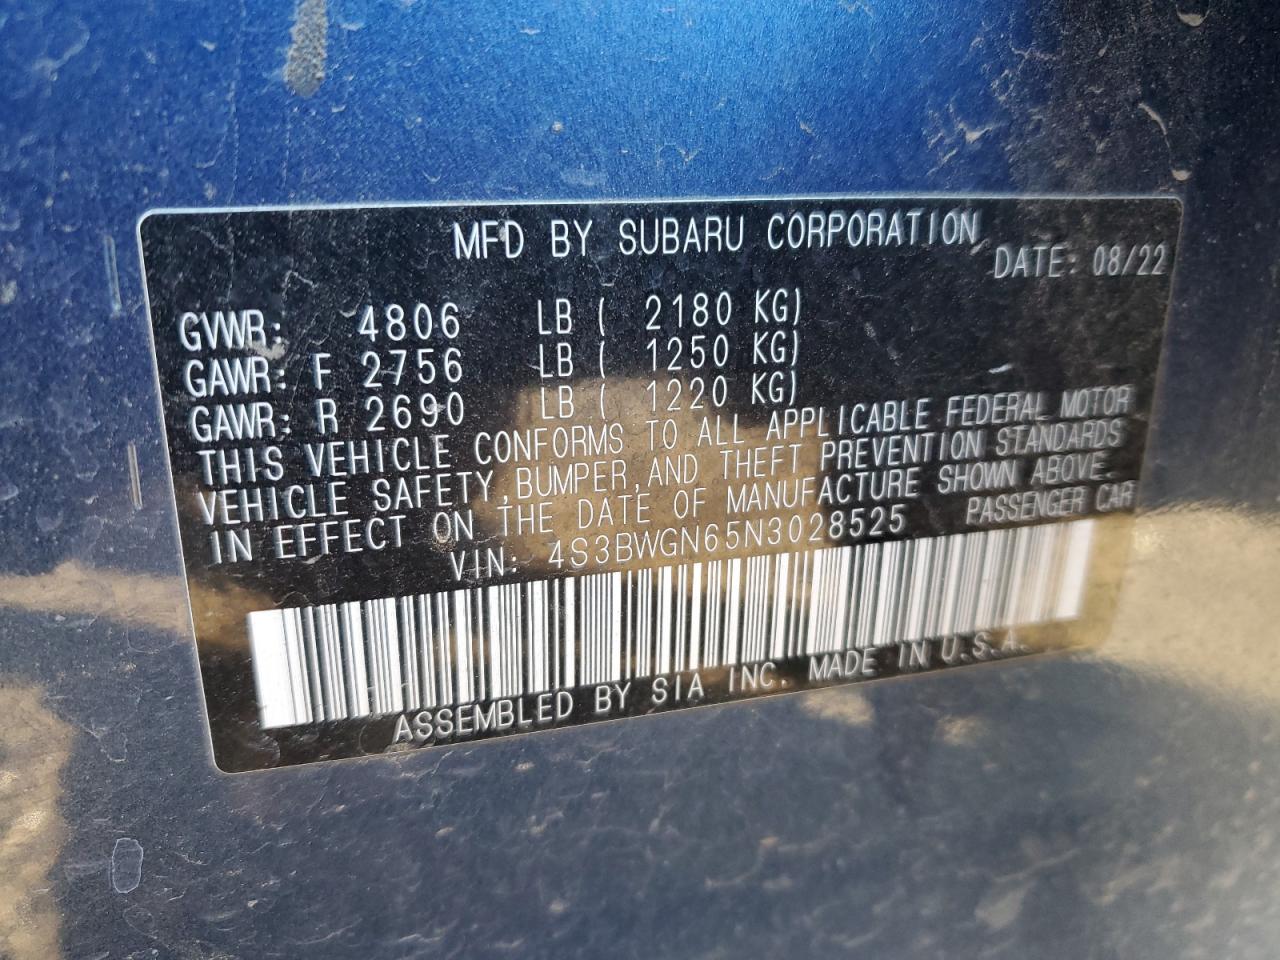 MFD BY SUBARU CORPORATION
DATE: 08/22
GVWR: 4806 LB ( 2180 KG)
GAWR: F 2756 LB ( 1250 KG)
GAWR: R 2690 LB ( 1220 KG)
THIS VEHICLE CONFORMS TO ALL APPLICABLE FEDERAL MOTOR
VEHICLE SAFETY, BUMPER, AND THEFT PREVENTION STANDARDS
IN EFFECT ON THE DATE OF MANUFACTURE SHOWN ABOVE.
VIN: 4S3BWGN65N3028525 PASSENGER CAR
ASSEMBLED BY SIA INC. MADE IN U.S.A.